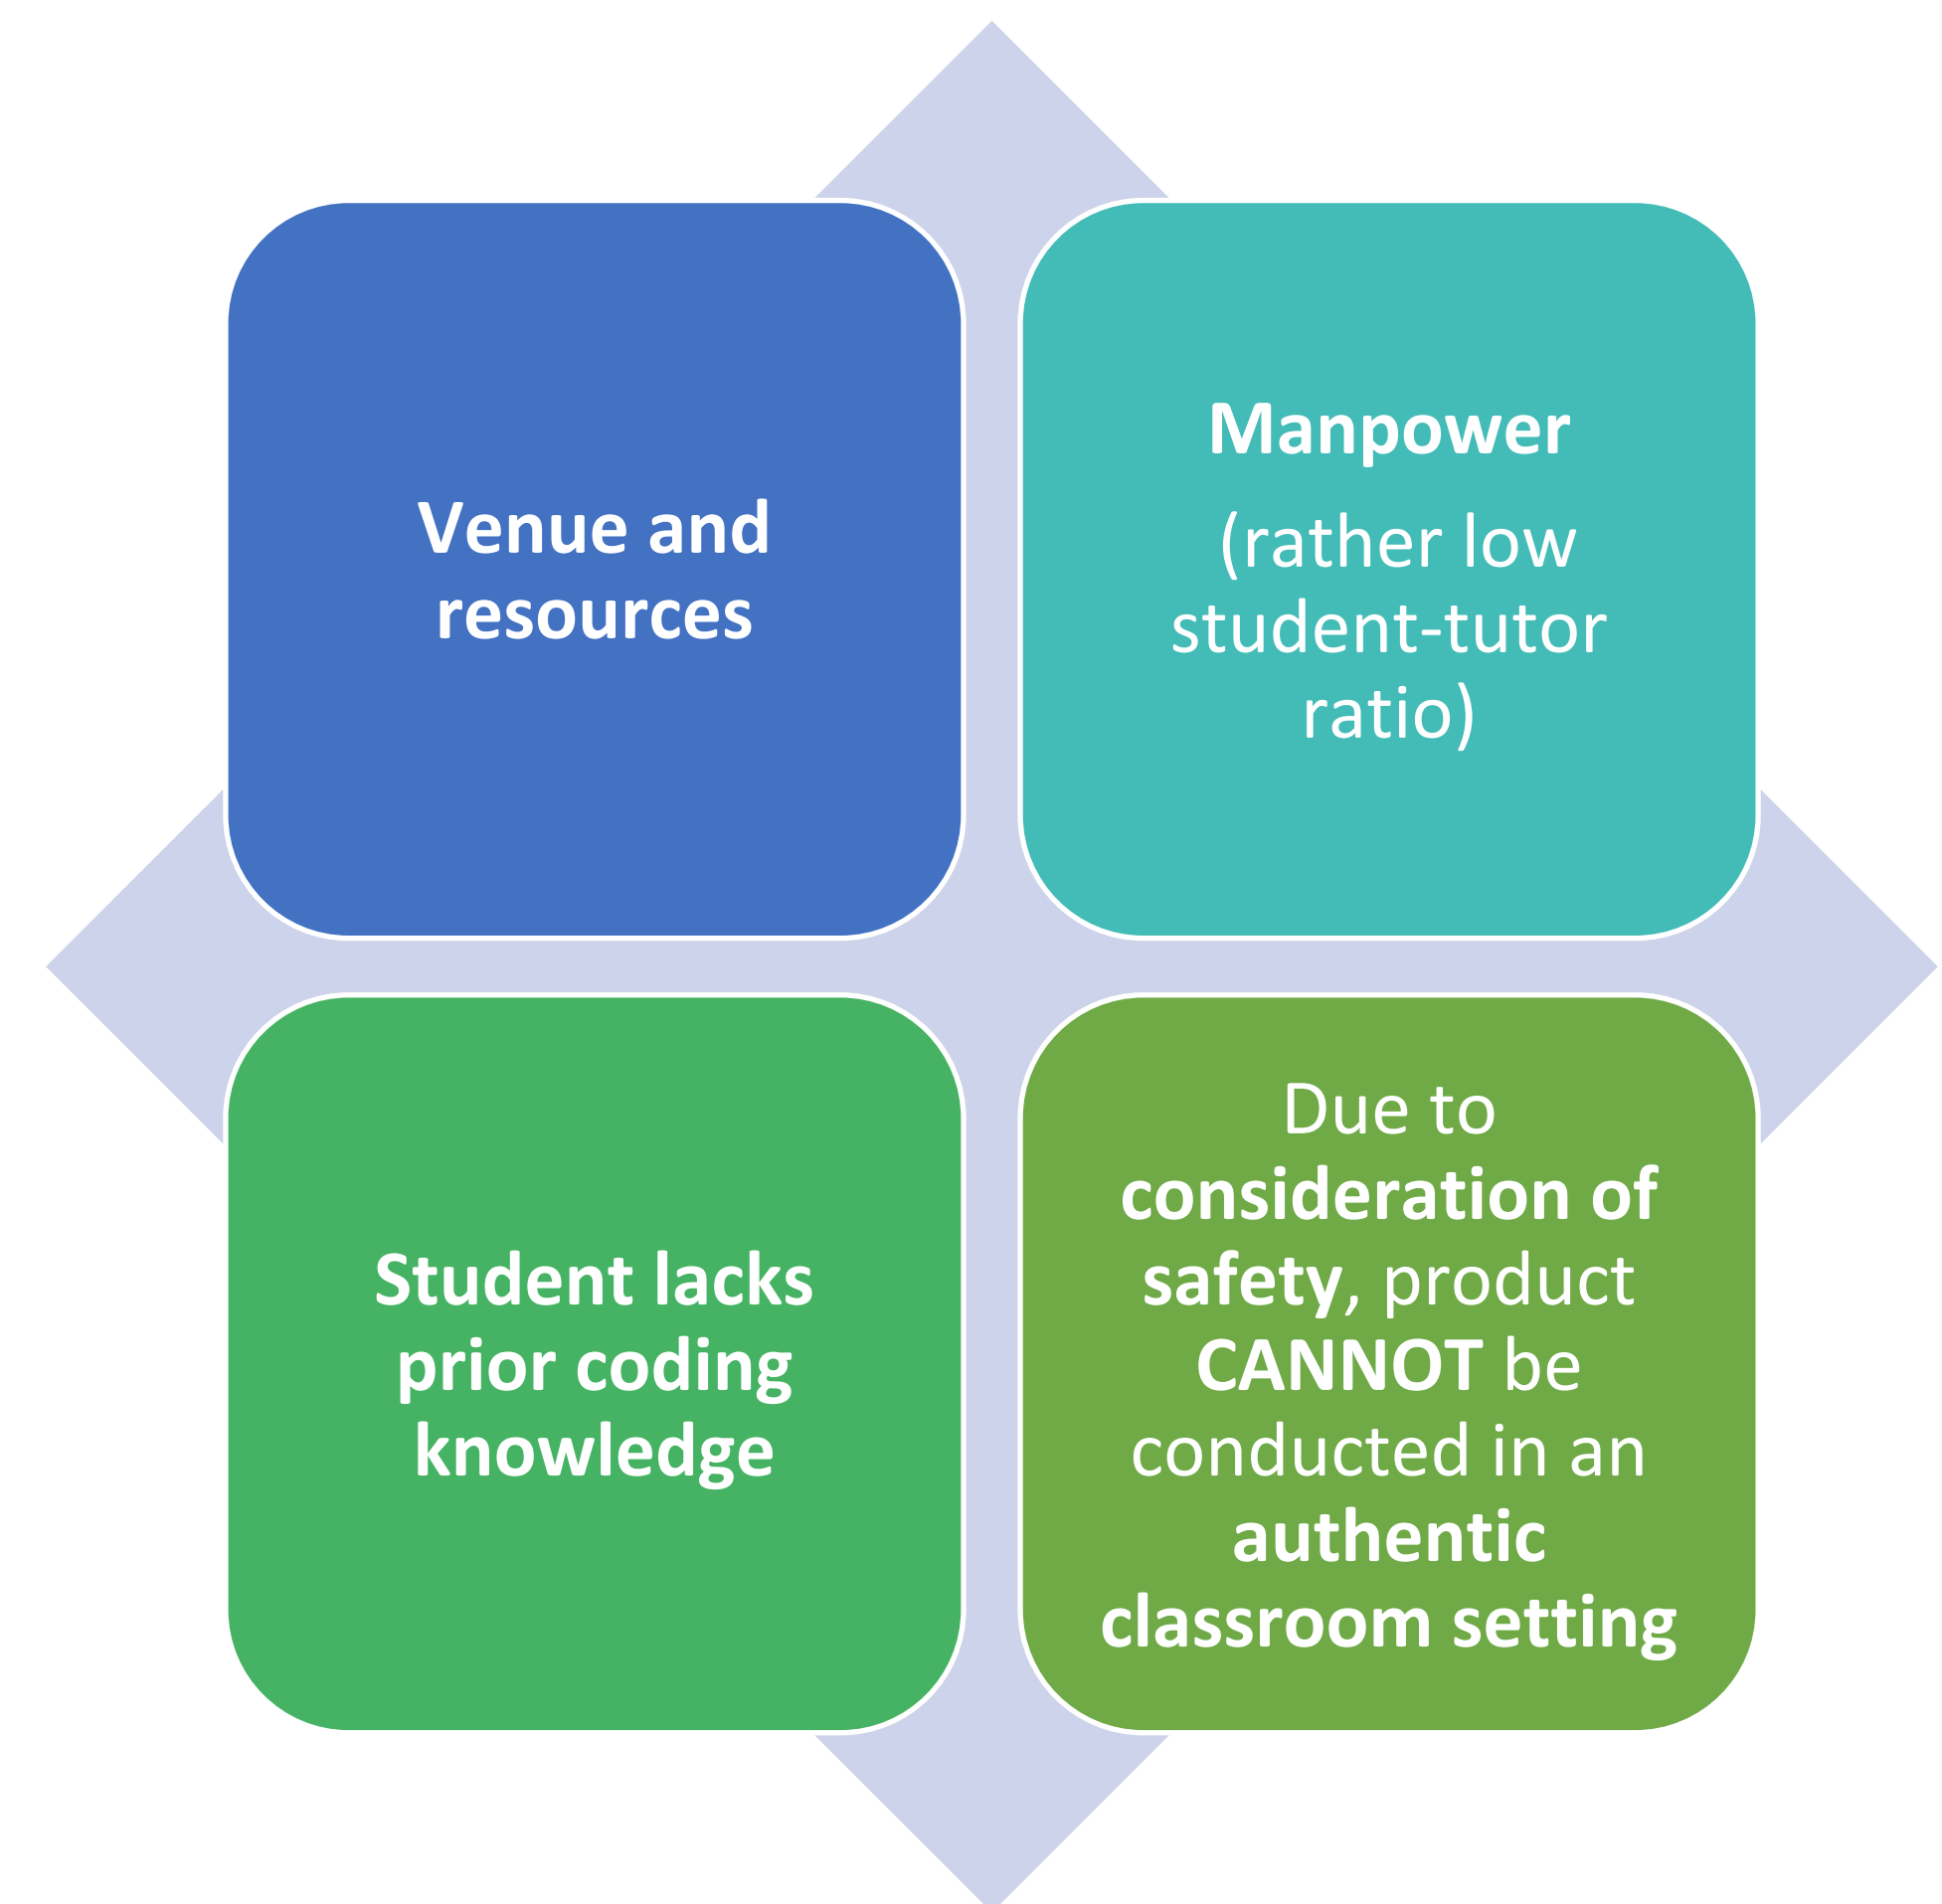 Venue and
resources
Manpower
(rather low
student-tutor
ratio)
Student lacks
prior coding
knowledge
Due to
consideration of
safety, product
CANNOT be
conducted in an
authentic
classroom setting